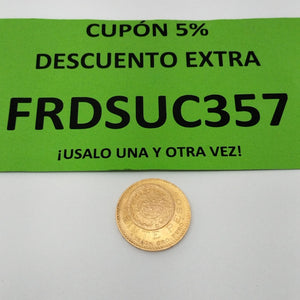 CUPÓN 5%
DESCUENTO EXTRA
FRDSUC357
¡USALO UNA Y OTRA VEZ!